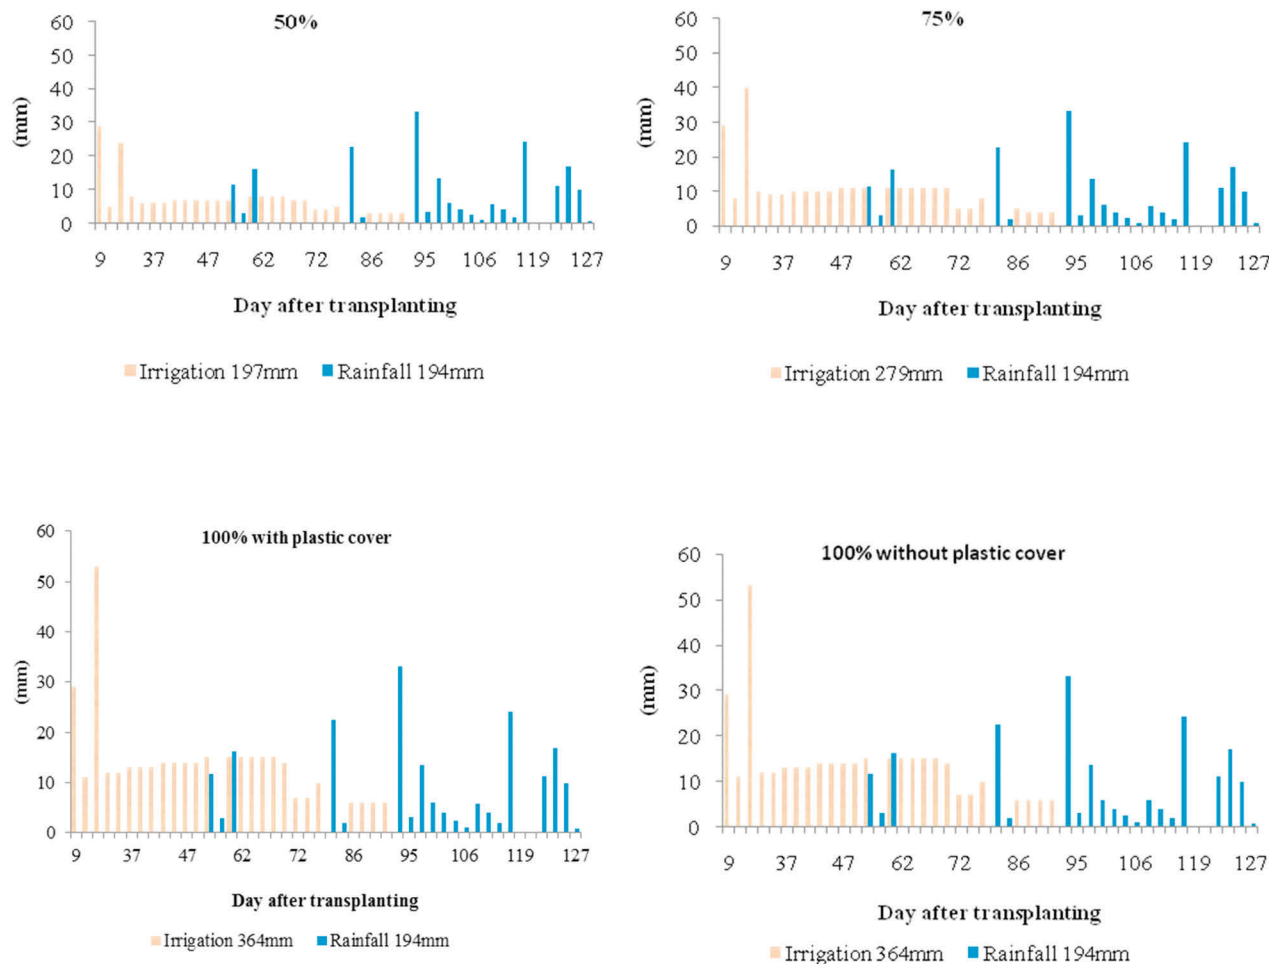 50%
60
50
40
30
20
10
0
(mm)
9 37 47 62 72 86 95 106 119 127
Day after transplanting
Irrigation 197mm Rainfall 194mm
75%
60
50
40
30
20
10
0
(mm)
9 37 47 62 72 86 95 106 119 127
Day after transplanting
Irrigation 279mm Rainfall 194mm
100% with plastic cover
60
50
40
30
20
10
0
(mm)
9 37 47 62 72 86 95 106 119 127
Day after transplanting
Irrigation 364mm Rainfall 194mm
100% without plastic cover
60
50
40
30
20
10
0
(mm)
9 37 47 62 72 86 95 106 119 127
Day after transplanting
Irrigation 364mm Rainfall 194mm